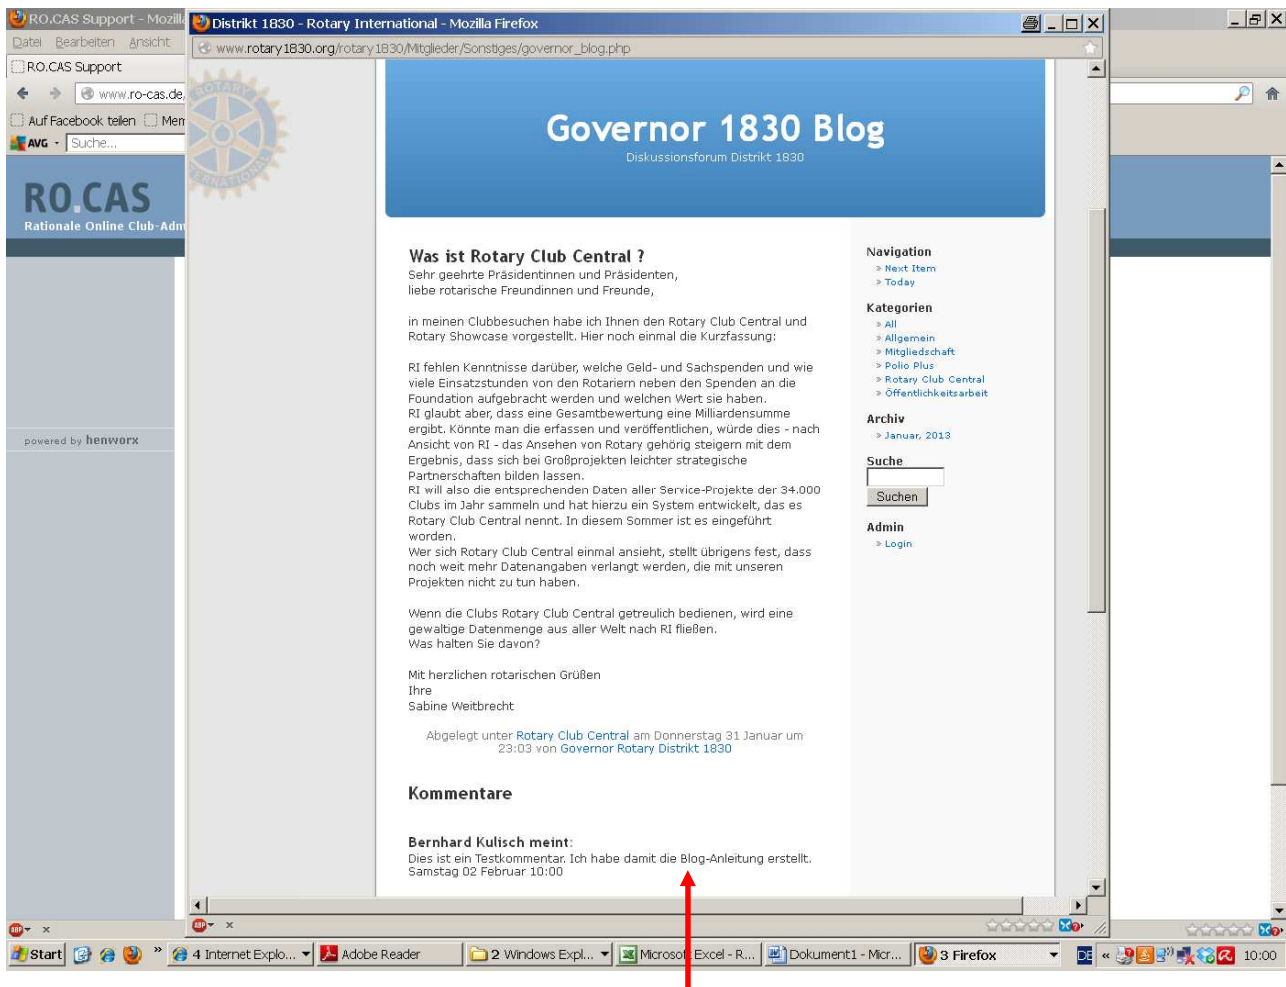 RO.CAS Support - Mozill
Datei Bearbeiten Ansicht
RO.CAS Support
www.ro-cas.de
Auf Facebook teilen
AVG Suche...
RO.CAS
Rationale Online Club-Adm
powered by henworx
Distrikt 1830 - Rotary International - Mozilla Firefox
www.rotary1830.org/rotary1830/Mitglieder/Sonstiges/governor_blog.php
ROTARY
INTERNATIONAL
Governor 1830 Blog
Diskussionsforum Distrikt 1830
Was ist Rotary Club Central ?
Sehr geehrte Präsidentinnen und Präsidenten,
liebe rotarische Freundinnen und Freunde,
in meinen Clubbesuchen habe ich Ihnen den Rotary Club Central und
Rotary Showcase vorgestellt. Hier noch einmal die Kurzfassung:
RI fehlen Kenntnisse darüber, welche Geld- und Sachspenden und wie
viele Einsatzstunden von den Rotariern neben den Spenden an die
Foundation aufgebracht werden und welchen Wert sie haben.
RI glaubt aber, dass eine Gesamtbewertung eine Milliardensumme
ergibt. Könnte man die erfassen und veröffentlichen, würde dies - nach
Ansicht von RI - das Ansehen von Rotary gehörig steigern mit dem
Ergebnis, dass sich bei Großprojekten leichter strategische
Partnerschaften bilden lassen.
RI will also die entsprechenden Daten aller Service-Projekte der 34.000
Clubs im Jahr sammeln und hat hierzu ein System entwickelt, das es
Rotary Club Central nennt. In diesem Sommer ist es eingeführt
worden.
Wer sich Rotary Club Central einmal ansieht, stellt übrigens fest, dass
noch weit mehr Datenangaben verlangt werden, die mit unseren
Projekten nicht zu tun haben.
Wenn die Clubs Rotary Club Central getreulich bedienen, wird eine
gewaltige Datenmenge aus aller Welt nach RI fließen.
Was halten Sie davon?
Mit herzlichen rotarischen Grüßen
Ihre
Sabine Weitbrecht
Abgelegt unter Rotary Club Central am Donnerstag 31 Januar um
23:03 von Governor Rotary Distrikt 1830
Kommentare
Bernhard Kulisch meint:
Dies ist ein Testkommentar. Ich habe damit die Blog-Anleitung erstellt.
Samstag 02 Februar 10:00
Navigation
» Next Item
» Today
Kategorien
» All
» Allgemein
» Mitgliedschaft
» Polio Plus
» Rotary Club Central
» Öffentlichkeitsarbeit
Archiv
» Januar, 2013
Suche
Suchen
Admin
» Login
ABP x
ABP x
Start » 4 Internet Explo... Adobe Reader 2 Windows Expl... Microsoft Excel - R... Dokument1 - Micr... 3 Firefox DE « 10:00